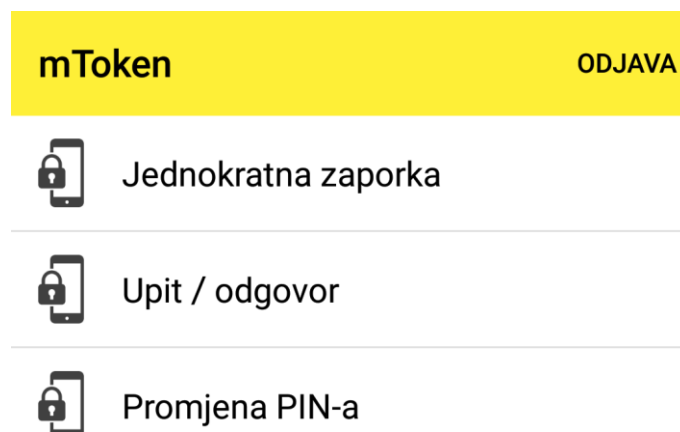 mToken ODJAVA
Jednokratna zaporka
Upit / odgovor
Promjena PIN-a